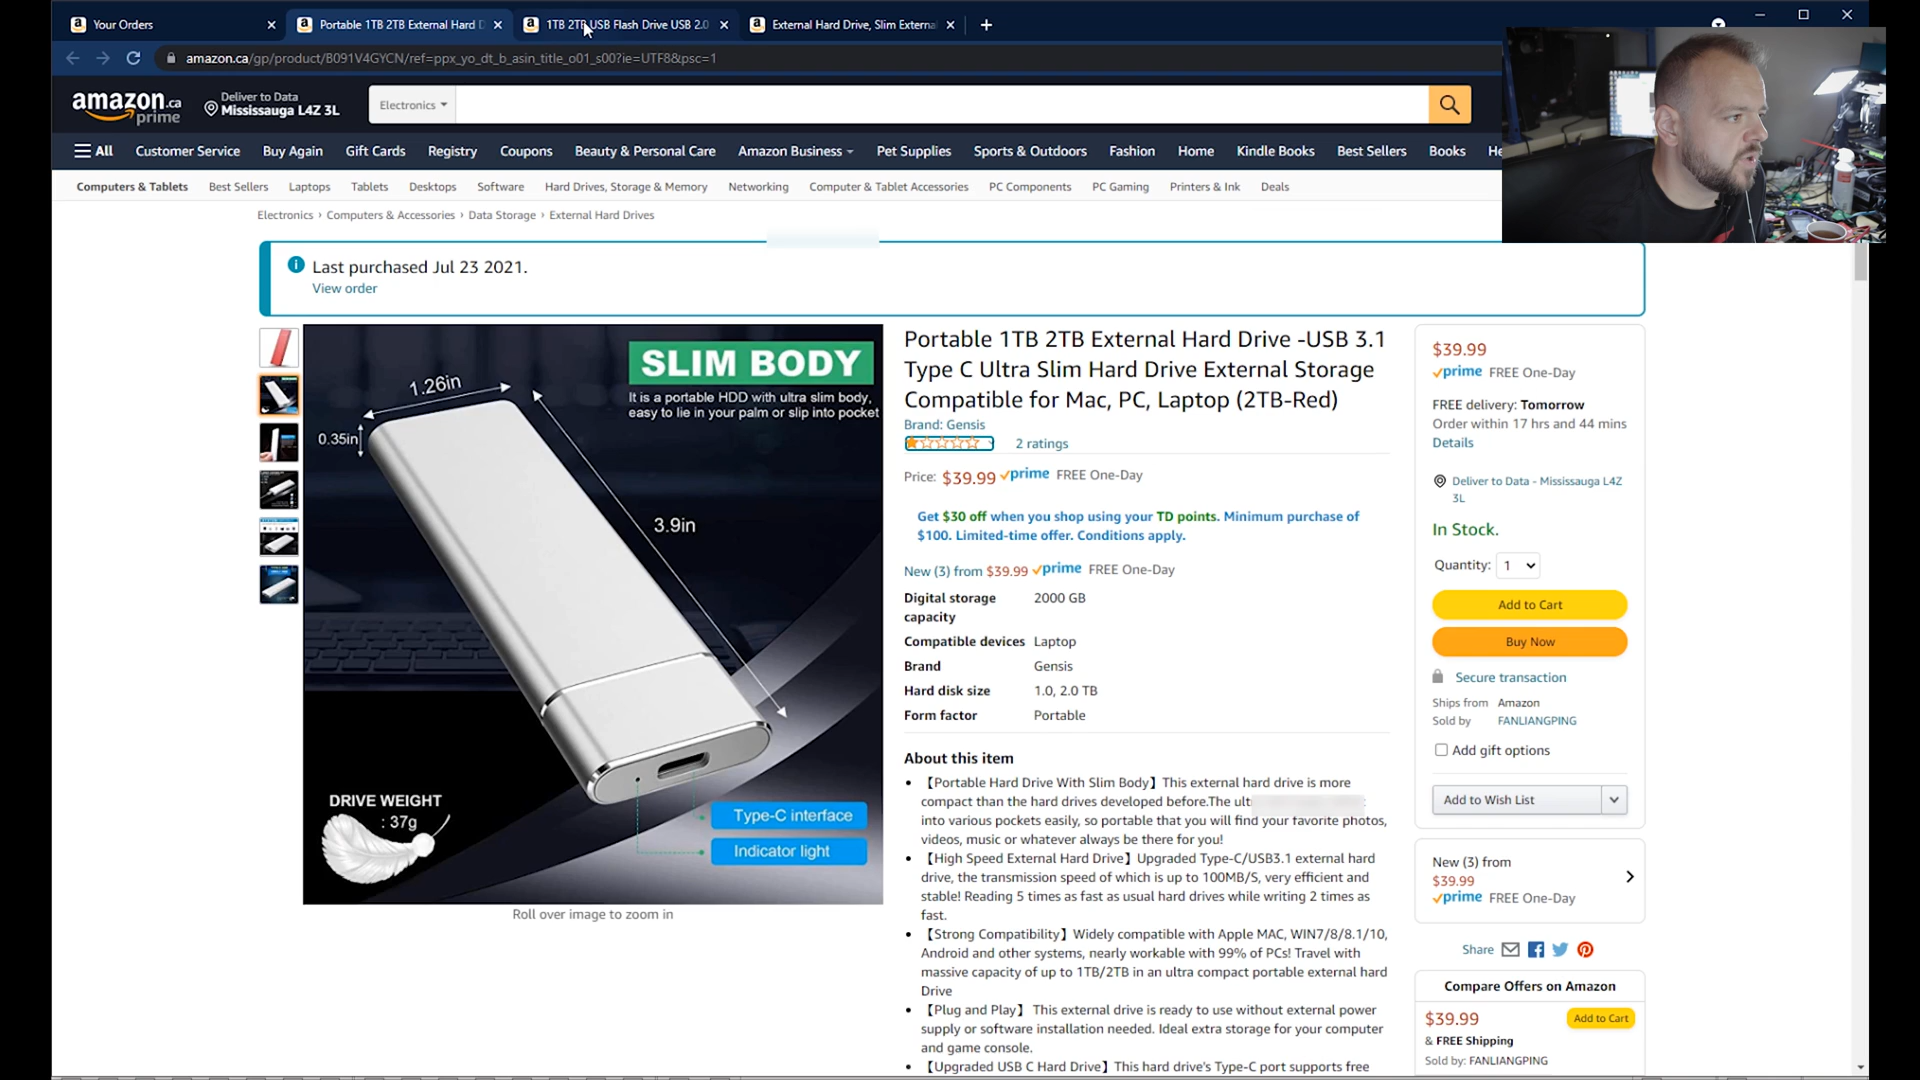 Your Orders
Portable 1TB 2TB External Hard D
1TB 2TB USB Flash Drive USB 2.0
External Hard Drive, Slim Externa
amazon.ca/gp/product/B091V4GYCN/ref=ppx_yo_dt_b_asin_title_o01_s00?ie=UTF8&psc=1
amazon.ca
prime
Deliver to Data
Mississauga L4Z 3L
Electronics
All
Customer Service
Buy Again
Gift Cards
Registry
Coupons
Beauty & Personal Care
Amazon Business
Pet Supplies
Sports & Outdoors
Fashion
Home
Kindle Books
Best Sellers
Books
He
Computers & Tablets
Best Sellers
Laptops
Tablets
Desktops
Software
Hard Drives, Storage & Memory
Networking
Computer & Tablet Accessories
PC Components
PC Gaming
Printers & Ink
Deals
Electronics › Computers & Accessories › Data Storage › External Hard Drives
Last purchased Jul 23 2021.
View order
SLIM BODY
It is a portable HDD with ultra slim body,
easy to lie in your palm or slip into pocket
1.26in
0.35in
3.9in
DRIVE WEIGHT
: 37g
Type-C interface
Indicator light
Roll over image to zoom in
Portable 1TB 2TB External Hard Drive -USB 3.1
Type C Ultra Slim Hard Drive External Storage
Compatible for Mac, PC, Laptop (2TB-Red)
Brand: Gensis
2 ratings
Price: $39.99 prime FREE One-Day
Get $30 off when you shop using your TD points. Minimum purchase of
$100. Limited-time offer. Conditions apply.
New (3) from $39.99 prime FREE One-Day
Digital storage capacity 2000 GB
Compatible devices Laptop
Brand Gensis
Hard disk size 1.0, 2.0 TB
Form factor Portable
About this item
【Portable Hard Drive With Slim Body】This external hard drive is more
compact than the hard drives developed before.The ult
into various pockets easily, so portable that you will find your favorite photos,
videos, music or whatever always be there for you!
【High Speed External Hard Drive】Upgraded Type-C/USB3.1 external hard
drive, the transmission speed of which is up to 100MB/S, very efficient and
stable! Reading 5 times as fast as usual hard drives while writing 2 times as
fast.
【Strong Compatibility】Widely compatible with Apple MAC, WIN7/8/8.1/10,
Android and other systems, nearly workable with 99% of PCs! Travel with
massive capacity of up to 1TB/2TB in an ultra compact portable external hard
Drive
【Plug and Play】 This external drive is ready to use without external power
supply or software installation needed. Ideal extra storage for your computer
and game console.
【Upgraded USB C Hard Drive】This hard drive's Type-C port supports free
$39.99
prime FREE One-Day
FREE delivery: Tomorrow
Order within 17 hrs and 44 mins
Details
Deliver to Data - Mississauga L4Z
3L
In Stock.
Quantity: 1
Add to Cart
Buy Now
Secure transaction
Ships from Amazon
Sold by FANLIANGPING
Add gift options
Add to Wish List
New (3) from
$39.99
prime FREE One-Day
Share
Compare Offers on Amazon
$39.99
Add to Cart
& FREE Shipping
Sold by: FANLIANGPING